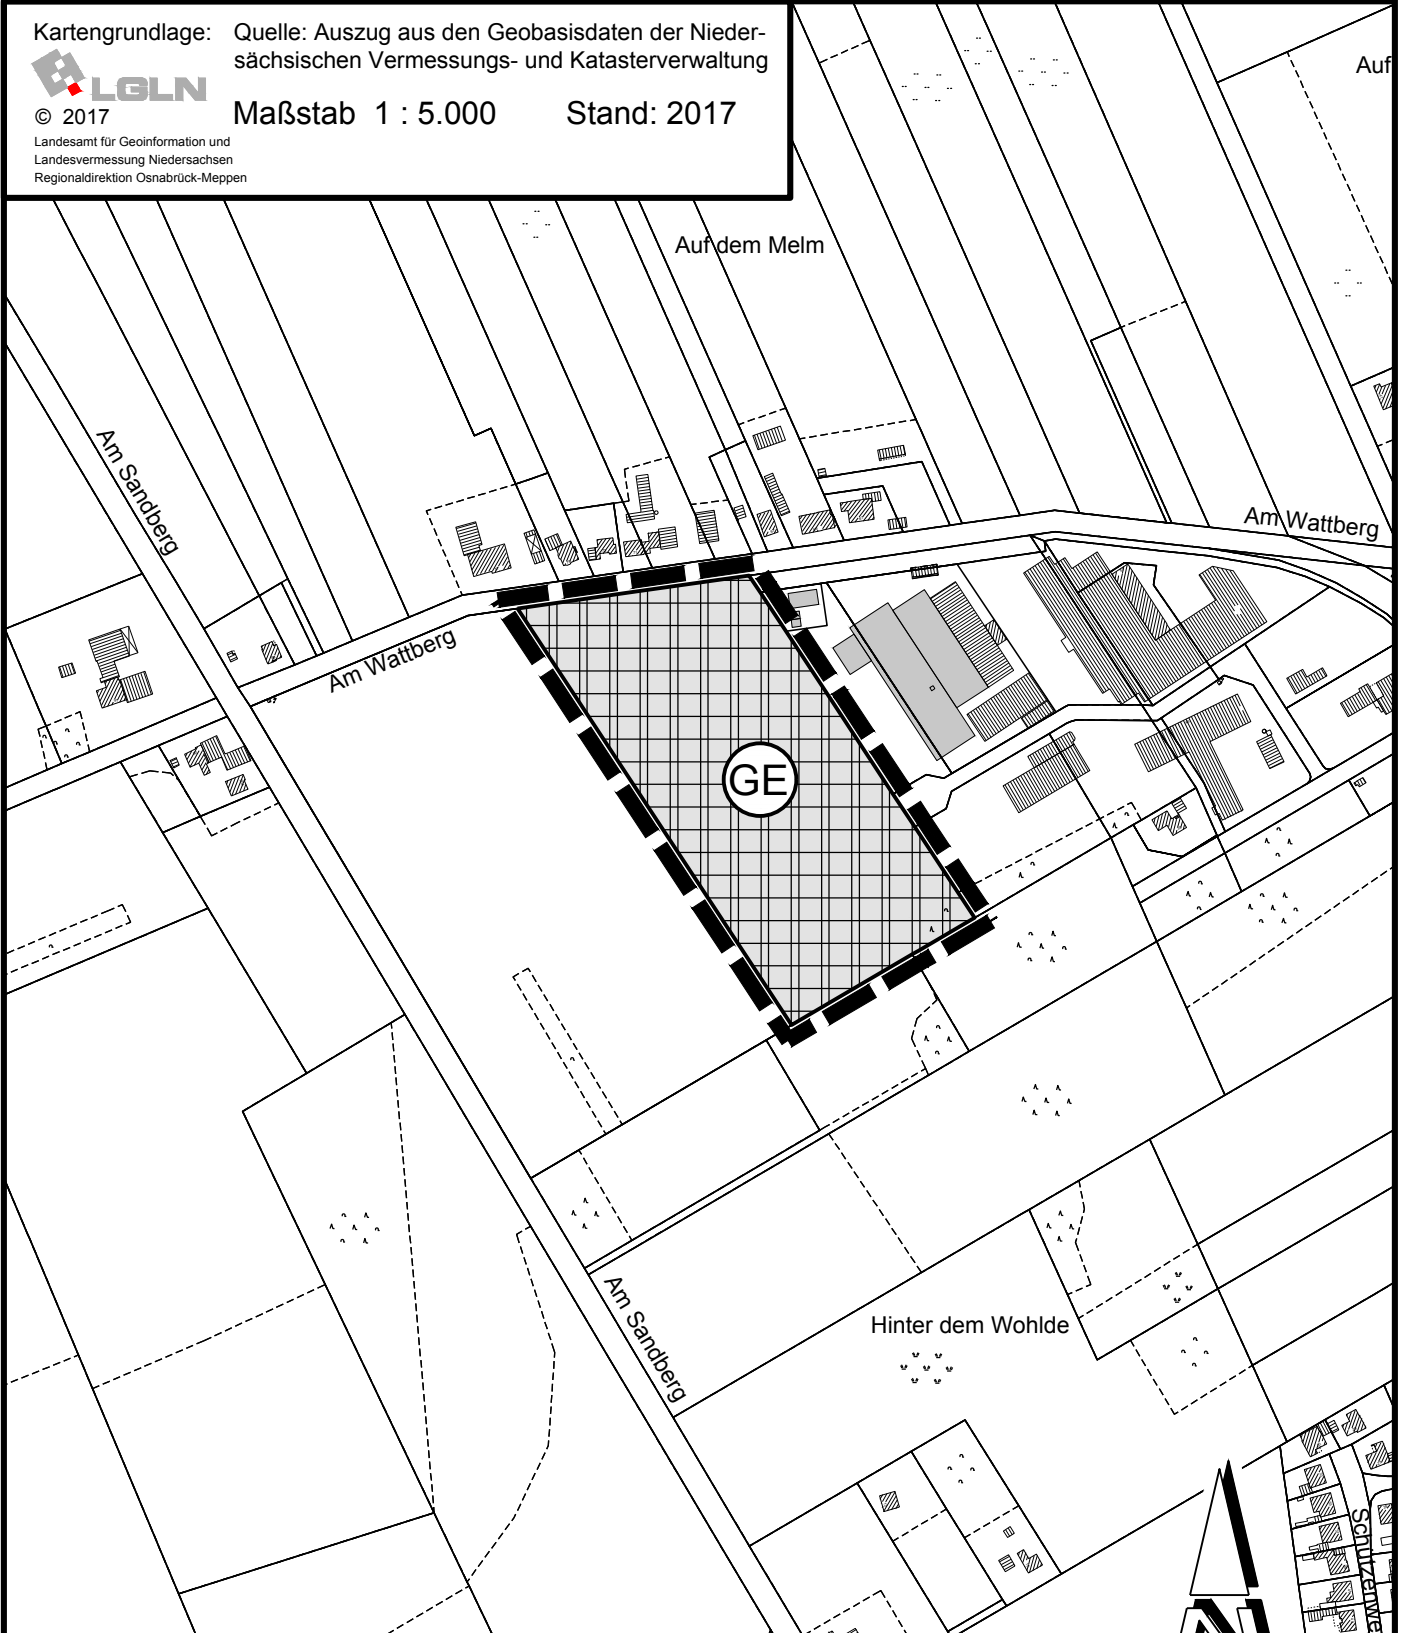 Kartengrundlage: Quelle: Auszug aus den Geobasisdaten der Nieder-
sächsischen Vermessungs- und Katasterverwaltung
LGLN
© 2017 Maßstab 1 : 5.000 Stand: 2017
Landesamt für Geoinformation und
Landesvermessung Niedersachsen
Regionaldirektion Osnabrück-Meppen
Auf
Auf dem Melm
Am Sandberg
Am Wattberg
Am Wattberg
GE
Am Sandberg
Hinter dem Wohlde
Schützenwe
N